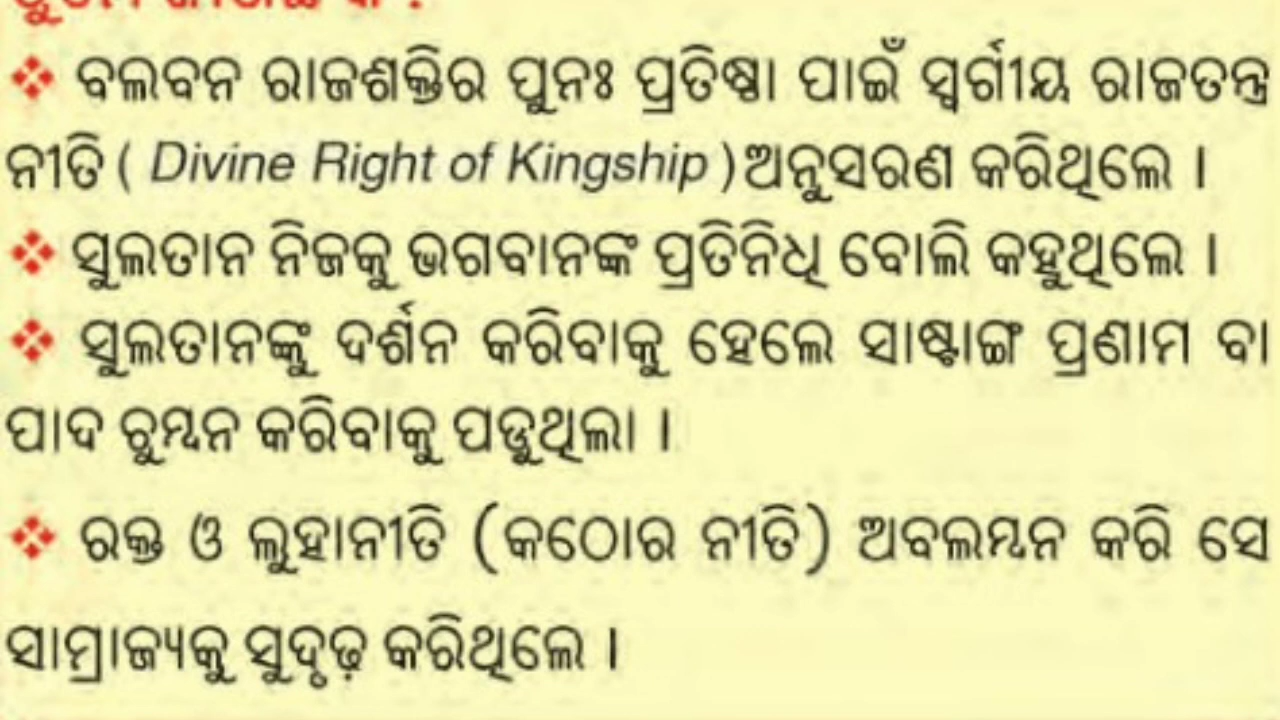 ❖ ବଲବନ ରାଜଶକ୍ତିର ପୁନଃ ପ୍ରତିଷ୍ଠା ପାଇଁ ସ୍ୱର୍ଗୀୟ ରାଜତନ୍ତ୍ର
ନୀତି ( Divine Right of Kingship ) ଅନୁସରଣ କରିଥିଲେ ।
❖ ସୁଲତାନ ନିଜକୁ ଭଗବାନଙ୍କ ପ୍ରତିନିଧି ବୋଲି କହୁଥିଲେ ।
❖ ସୁଲତାନଙ୍କୁ ଦର୍ଶନ କରିବାକୁ ହେଲେ ସାଷ୍ଟାଙ୍ଗ ପ୍ରଣାମ ବା
ପାଦ ଚୁମ୍ବନ କରିବାକୁ ପଡୁଥିଲା ।
❖ ରକ୍ତ ଓ ଲୁହାନୀତି (କଠୋର ନୀତି) ଅବଲମ୍ବନ କରି ସେ
ସାମ୍ରାଜ୍ୟକୁ ସୁଦୃଢ଼ କରିଥିଲେ ।